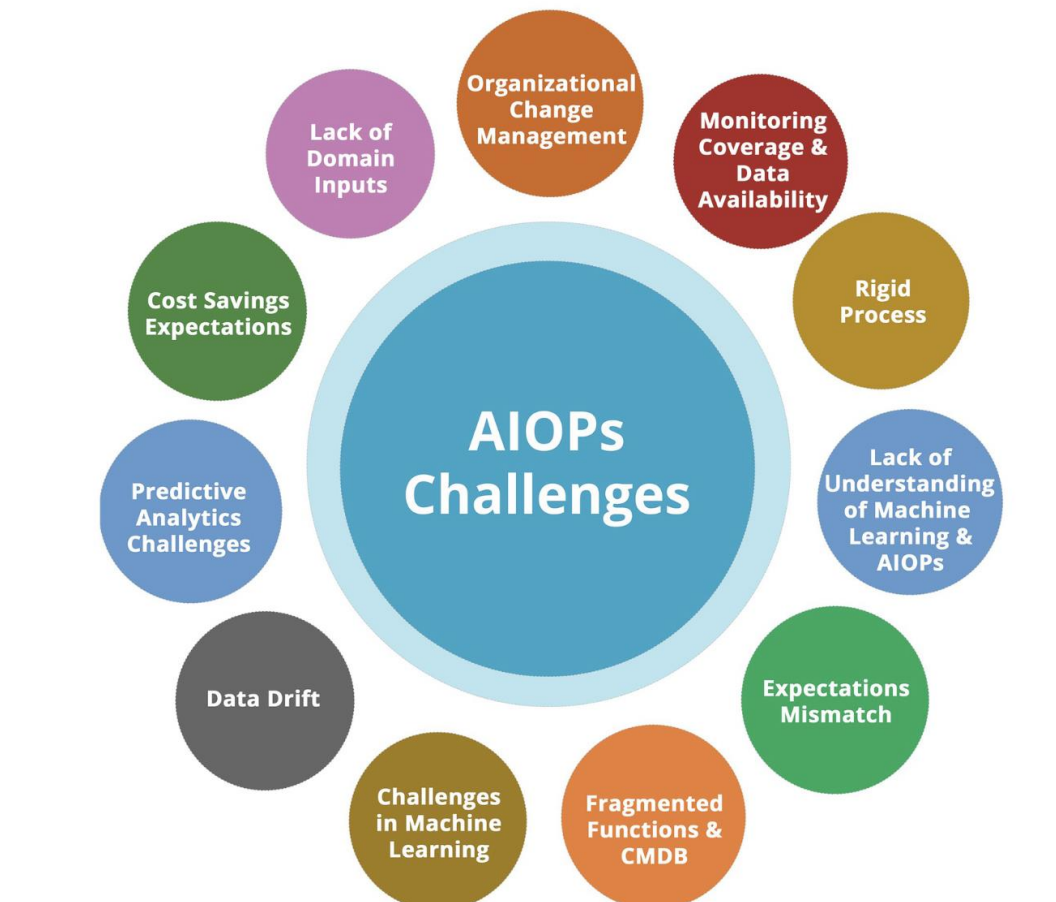 Organizational
Change
Management
Monitoring
Coverage &
Data
Availability
Rigid
Process
Lack of
Understanding
of Machine
Learning &
AIOPs
Expectations
Mismatch
Fragmented
Functions &
CMDB
Challenges
in Machine
Learning
Data Drift
Predictive
Analytics
Challenges
Cost Savings
Expectations
Lack of
Domain
Inputs
AIOPs
Challenges